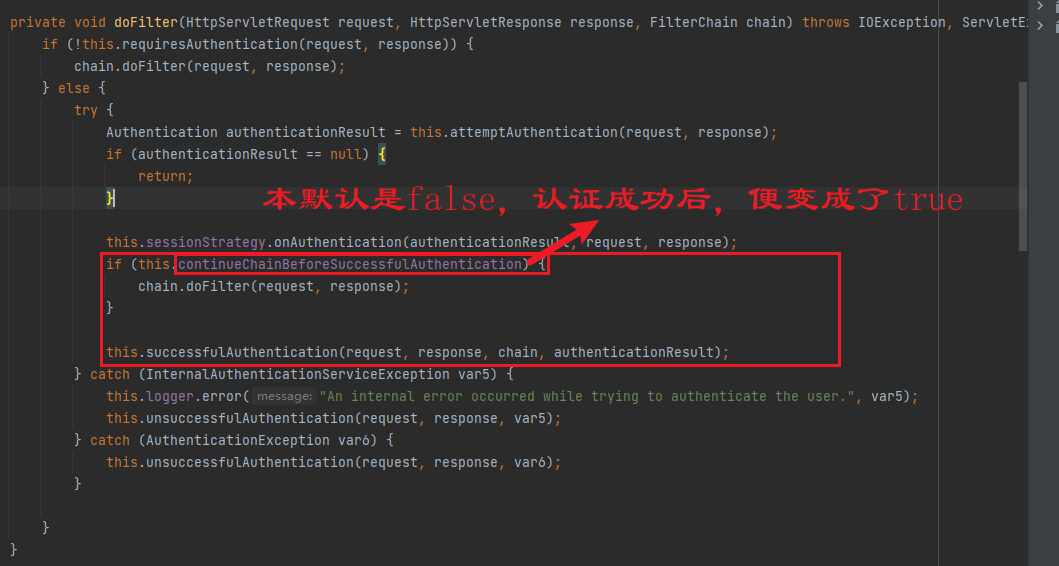 private void doFilter(HttpServletRequest request, HttpServletResponse response, FilterChain chain) throws IOException, ServletEx
if (!this.requiresAuthentication(request, response)) {
chain.doFilter(request, response);
} else {
try {
Authentication authenticationResult = this.attemptAuthentication(request, response);
if (authenticationResult == null) {
return;
}
本默认是false，认证成功后，便变成了true
this.sessionStrategy.onAuthentication(authenticationResult, request, response);
if (this.continueChainBeforeSuccessfulAuthentication) {
chain.doFilter(request, response);
}
this.successfulAuthentication(request, response, chain, authenticationResult);
} catch (InternalAuthenticationServiceException var5) {
this.logger.error( message: "An internal error occurred while trying to authenticate the user.", var5);
this.unsuccessfulAuthentication(request, response, var5);
} catch (AuthenticationException var6) {
this.unsuccessfulAuthentication(request, response, var6);
}
}
}